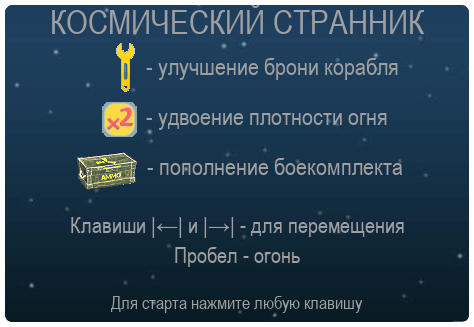 КОСМИЧЕСКИЙ СТРАННИК
- улучшение брони корабля
x2 - удвоение плотности огня
AMMO - пополнение боекомплекта
Клавиши |←| и |→| - для перемещения
Пробел - огонь
Для старта нажмите любую клавишу